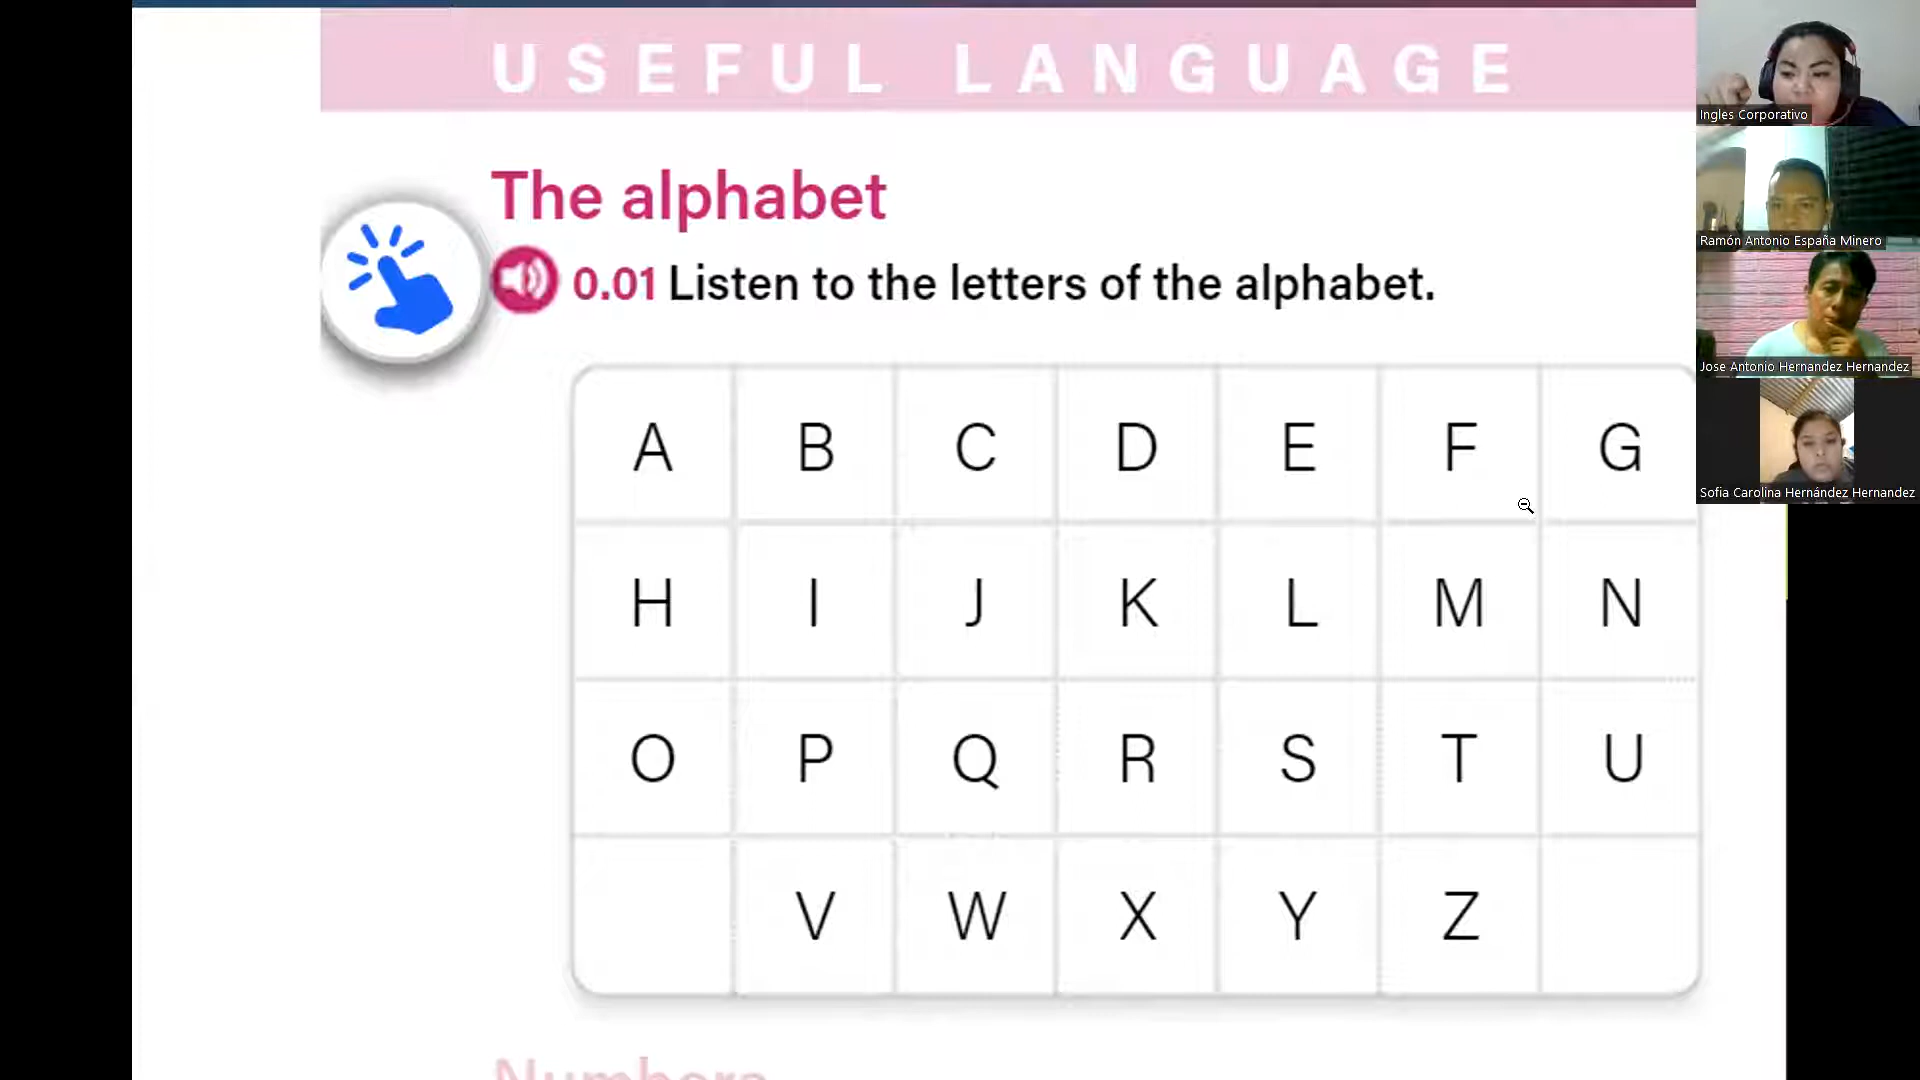 USEFUL LANGUAGE
The alphabet
0.01 Listen to the letters of the alphabet.
A B C D E F G
H I J K L M N
O P Q R S T U
V W X Y Z
Numbers
Ingles Corporativo
Ramón Antonio España Minero
Jose Antonio Hernandez Hernandez
Sofia Carolina Hernández Hernandez